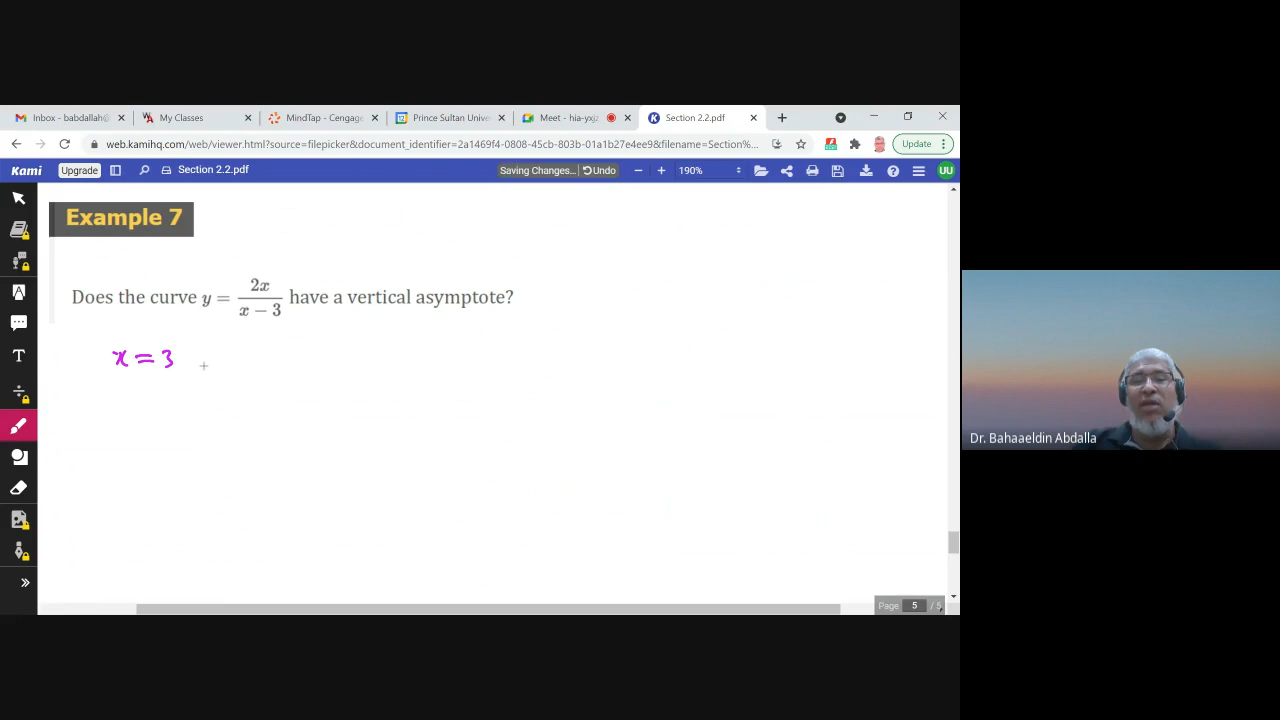 Inbox - babdallah@
My Classes
MindTap - Cengage
Prince Sultan Unive
Meet - hia-yxjz
Section 2.2.pdf
web.kamihq.com/web/viewer.html?source=filepicker&document_identifier=2a1469f4-0808-45cb-803b-01a1b27e4ee9&filename=Section%...
Update
Kami
Upgrade
Section 2.2.pdf
Saving Changes...
Undo
190%
UU
Example 7
Does the curve y = 2x / x − 3 have a vertical asymptote?
x = 3
Dr. Bahaaeldin Abdalla
Page 5 / 5